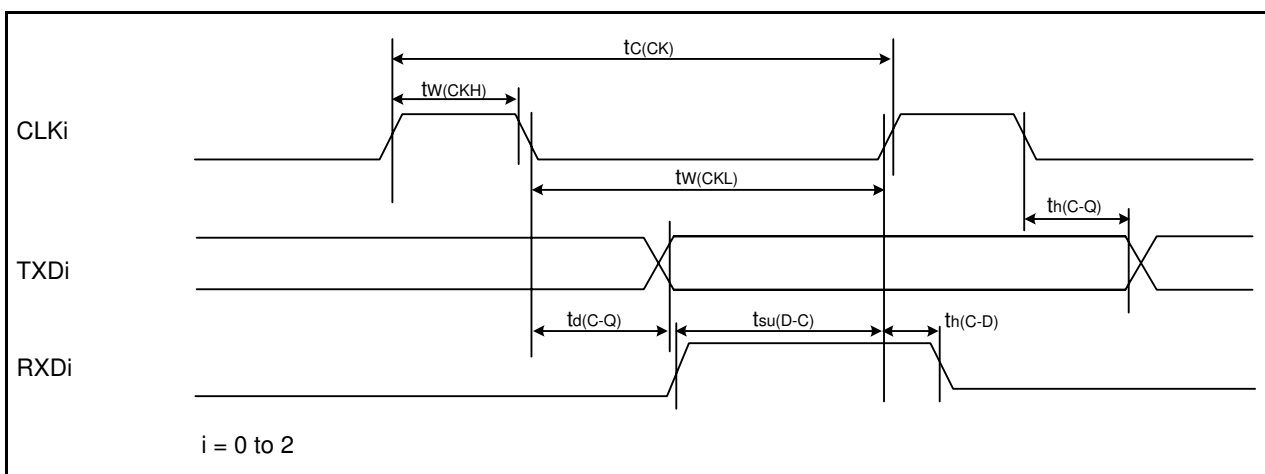 tC(CK)
tW(CKH)
CLKi
tW(CKL)
th(C-Q)
TXDi
td(C-Q)
tsu(D-C)
th(C-D)
RXDi
i = 0 to 2